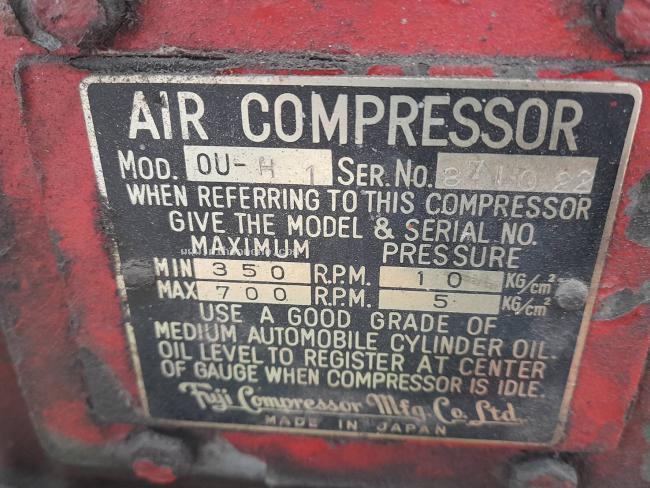 AIR COMPRESSOR
MOD. OU-H 1 SER. NO. 871022
WHEN REFERRING TO THIS COMPRESSOR
GIVE THE MODEL & SERIAL NO.
MAXIMUM PRESSURE
MIN 350 R.P.M. 10 KG/cm²
MAX 700 R.P.M. 5 KG/cm²
USE A GOOD GRADE OF
MEDIUM AUTOMOBILE CYLINDER OIL.
OIL LEVEL TO REGISTER AT CENTER
OF GAUGE WHEN COMPRESSOR IS IDLE.
Fuji Compressor Mfg. Co., Ltd.
MADE IN JAPAN